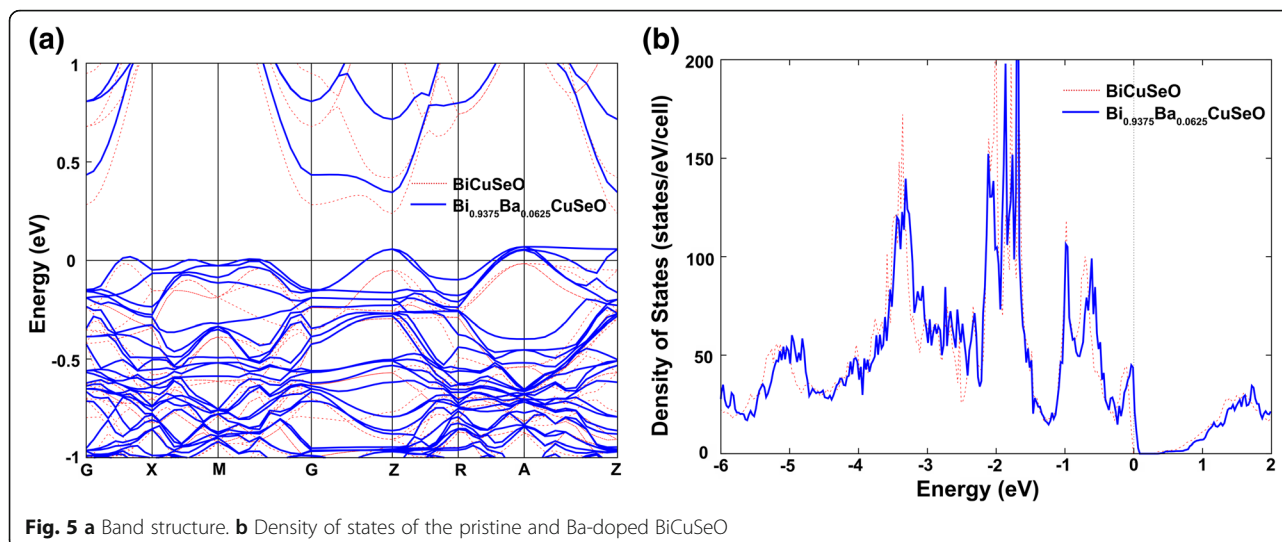 (a)
1
0.5
0
-0.5
-1
Energy (eV)
BiCuSeO
Bi0.9375Ba0.0625CuSeO
G X M G Z R A Z
(b)
200
150
100
50
0
Density of States (states/eV/cell)
BiCuSeO
Bi0.9375Ba0.0625CuSeO
-6 -5 -4 -3 -2 -1 0 1 2
Energy (eV)
Fig. 5 a Band structure. b Density of states of the pristine and Ba-doped BiCuSeO